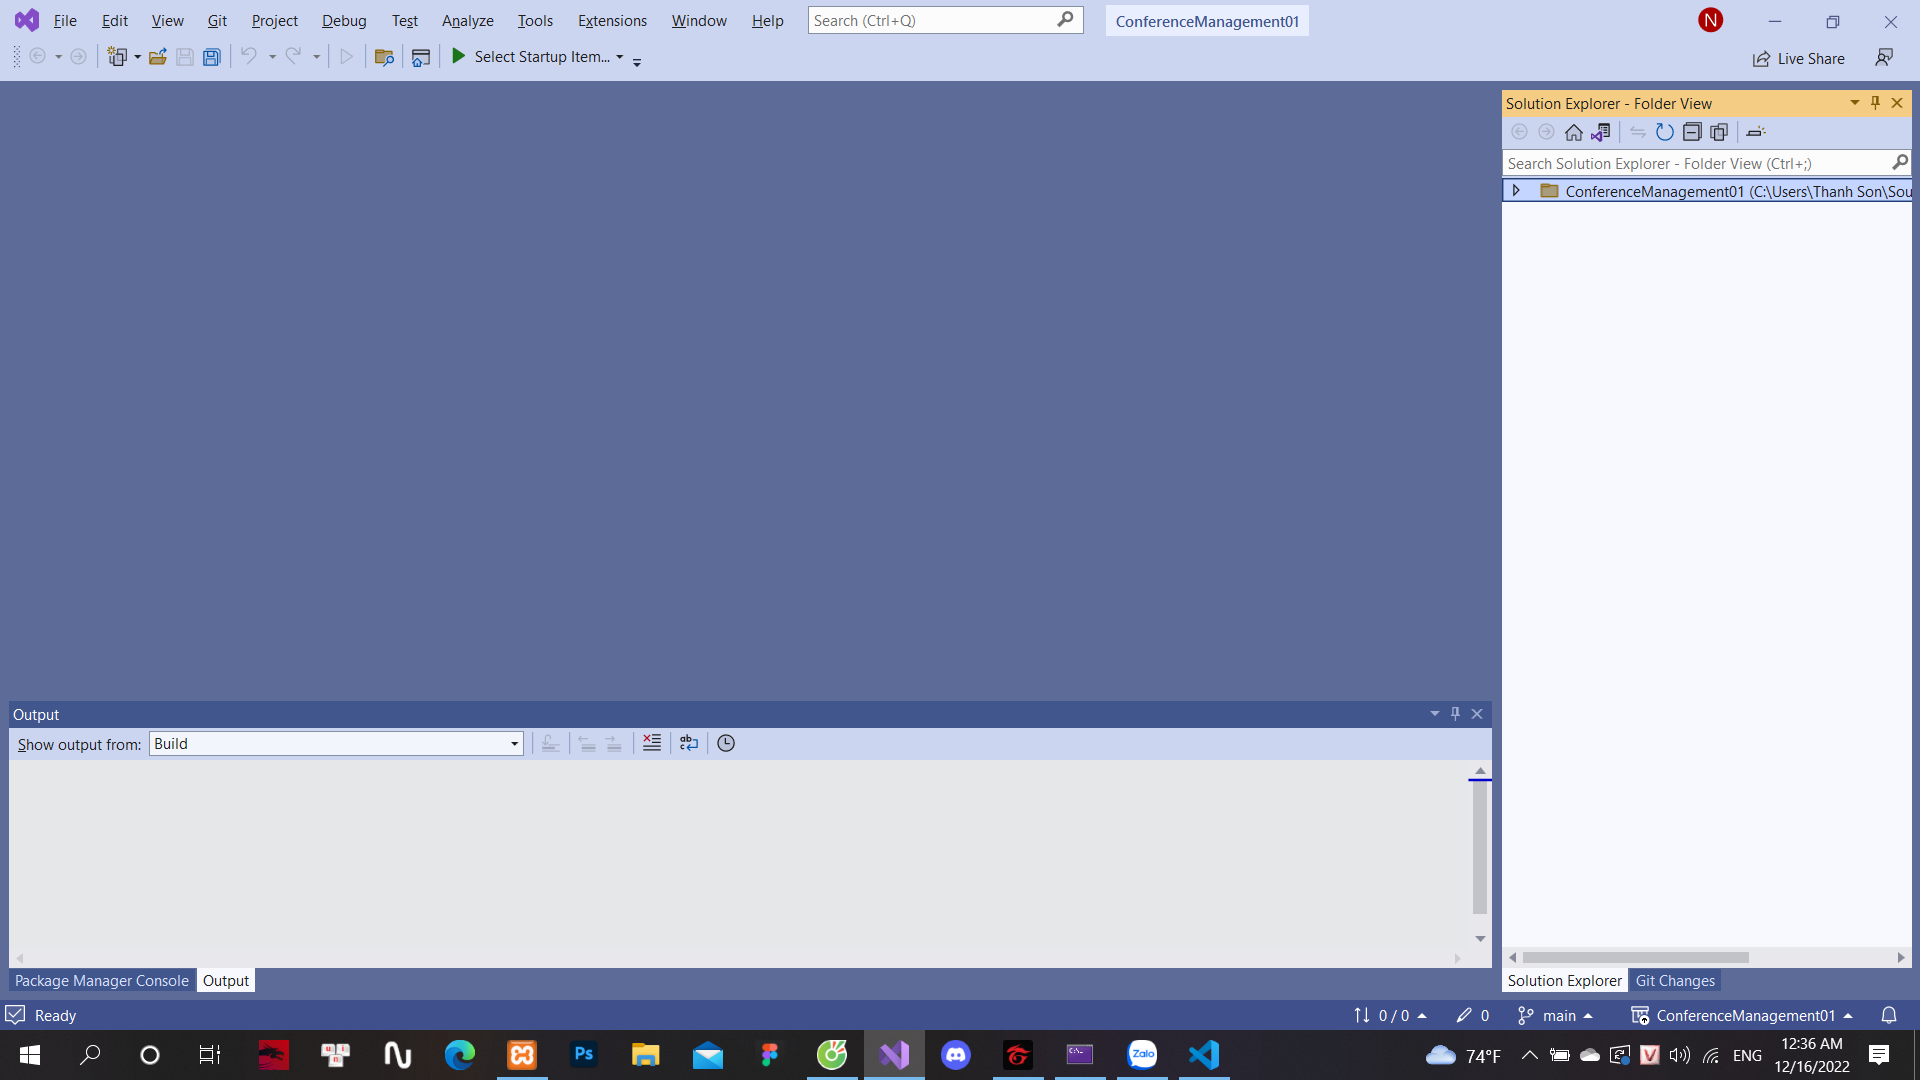 File Edit View Git Project Debug Test Analyze Tools Extensions Window Help Search (Ctrl+Q) ConferenceManagement01 N
Select Startup Item... Live Share
Solution Explorer - Folder View
Search Solution Explorer - Folder View (Ctrl+;)
ConferenceManagement01 (C:\Users\Thanh Son\Sou
Output
Show output from: Build
Package Manager Console Output
Solution Explorer Git Changes
Ready 0 / 0 0 main ConferenceManagement01
Ps Zalo 74°F V ENG 12:36 AM
12/16/2022